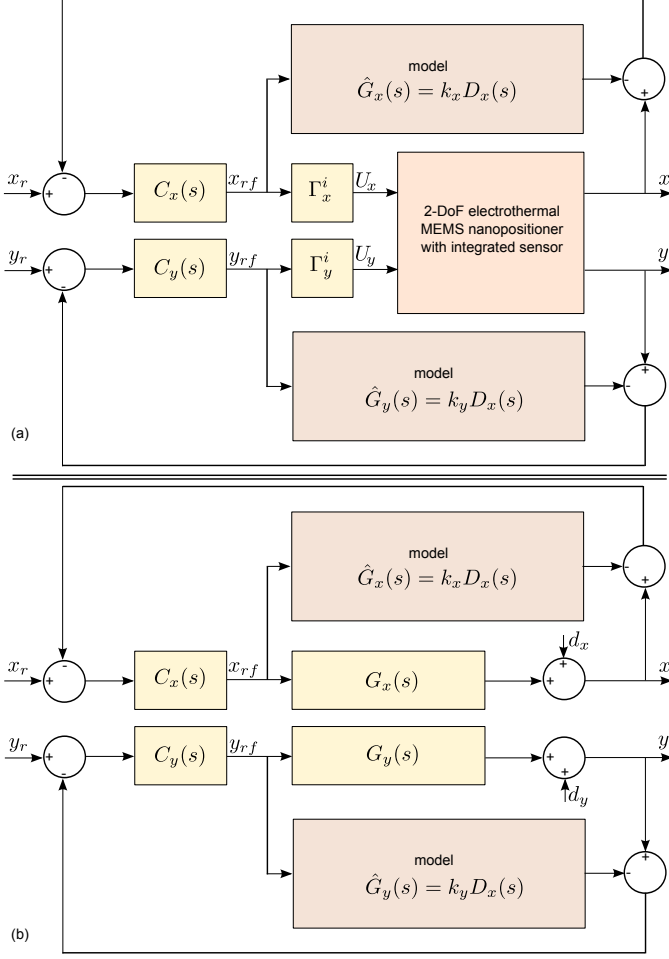 model
Ĝ_x(s) = k_x D_x(s)
-
+
x_r
-
+
C_x(s)
x_rf
Γ_x^i
U_x
2-DoF electrothermal
MEMS nanopositioner
with integrated sensor
x
y_r
+
-
C_y(s)
y_rf
Γ_y^i
U_y
y
model
Ĝ_y(s) = k_y D_x(s)
+
-
(a)
model
Ĝ_x(s) = k_x D_x(s)
-
+
x_r
-
+
C_x(s)
x_rf
G_x(s)
d_x
+
+
x
y_r
+
-
C_y(s)
y_rf
G_y(s)
+
+
d_y
y
model
Ĝ_y(s) = k_y D_x(s)
+
-
(b)